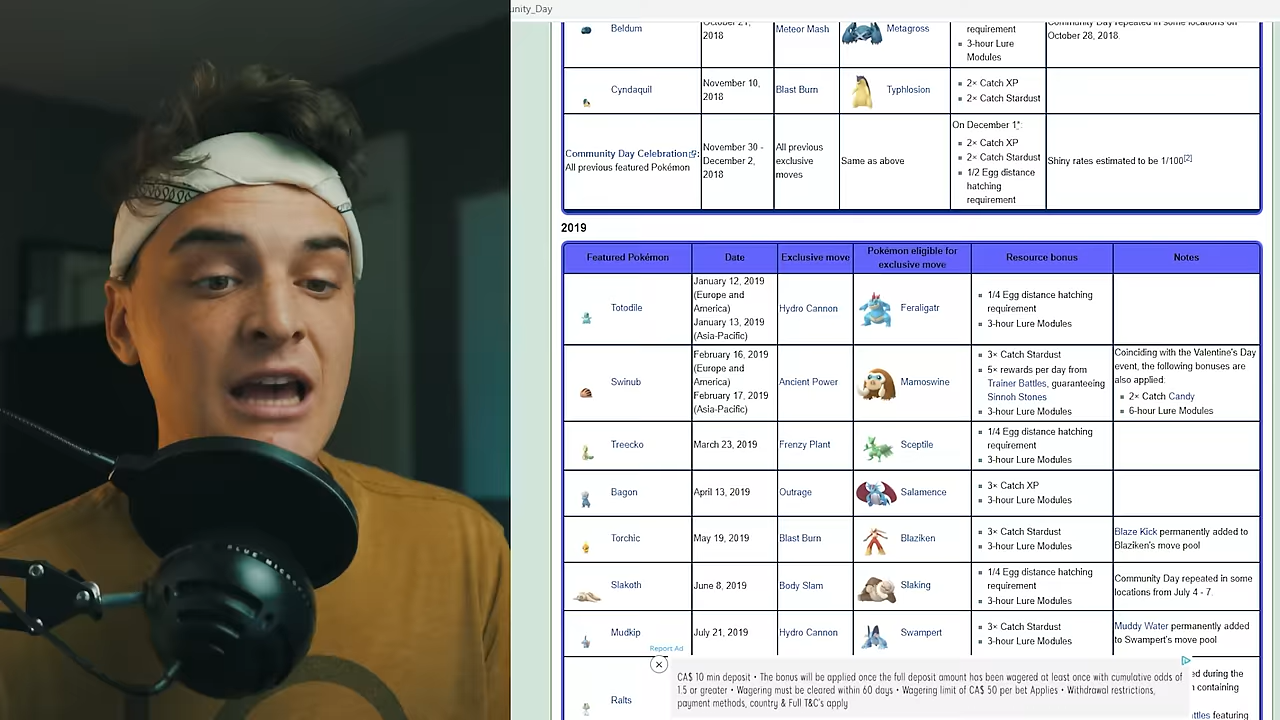 unity_Day
Beldum
October 21,
2018
Meteor Mash
Metagross
requirement
3-hour Lure
Modules
Community Day repeated in some locations on
October 28, 2018.
Cyndaquil
November 10,
2018
Blast Burn
Typhlosion
2× Catch XP
2× Catch Stardust
Community Day Celebration:
All previous featured Pokémon
November 30 -
December 2,
2018
All previous
exclusive
moves
Same as above
On December 1*:
2× Catch XP
2× Catch Stardust
1/2 Egg distance
hatching
requirement
Shiny rates estimated to be 1/100[2]
2019
Featured Pokémon
Date
Exclusive move
Pokémon eligible for
exclusive move
Resource bonus
Notes
Totodile
January 12, 2019
(Europe and
America)
January 13, 2019
(Asia-Pacific)
Hydro Cannon
Feraligatr
1/4 Egg distance hatching
requirement
3-hour Lure Modules
Swinub
February 16, 2019
(Europe and
America)
February 17, 2019
(Asia-Pacific)
Ancient Power
Mamoswine
3× Catch Stardust
5× rewards per day from
Trainer Battles, guaranteeing
Sinnoh Stones
3-hour Lure Modules
Coinciding with the Valentine's Day
event, the following bonuses are
also applied:
2× Catch Candy
6-hour Lure Modules
Treecko
March 23, 2019
Frenzy Plant
Sceptile
1/4 Egg distance hatching
requirement
3-hour Lure Modules
Bagon
April 13, 2019
Outrage
Salamence
3× Catch XP
3-hour Lure Modules
Torchic
May 19, 2019
Blast Burn
Blaziken
3× Catch Stardust
3-hour Lure Modules
Blaze Kick permanently added to
Blaziken's move pool
Slakoth
June 8, 2019
Body Slam
Slaking
1/4 Egg distance hatching
requirement
3-hour Lure Modules
Community Day repeated in some
locations from July 4 - 7.
Mudkip
July 21, 2019
Hydro Cannon
Swampert
3× Catch Stardust
3-hour Lure Modules
Muddy Water permanently added
to Swampert's move pool
Report Ad
Ralts
ed during the
containing
ttles featuring
CA$ 10 min deposit • The bonus will be applied once the full deposit amount has been wagered at least once with cumulative odds of
1.5 or greater • Wagering must be cleared within 60 days • Wagering limit of CA$ 50 per bet Applies • Withdrawal restrictions,
payment methods, country & Full T&C's apply
BLUE MIC